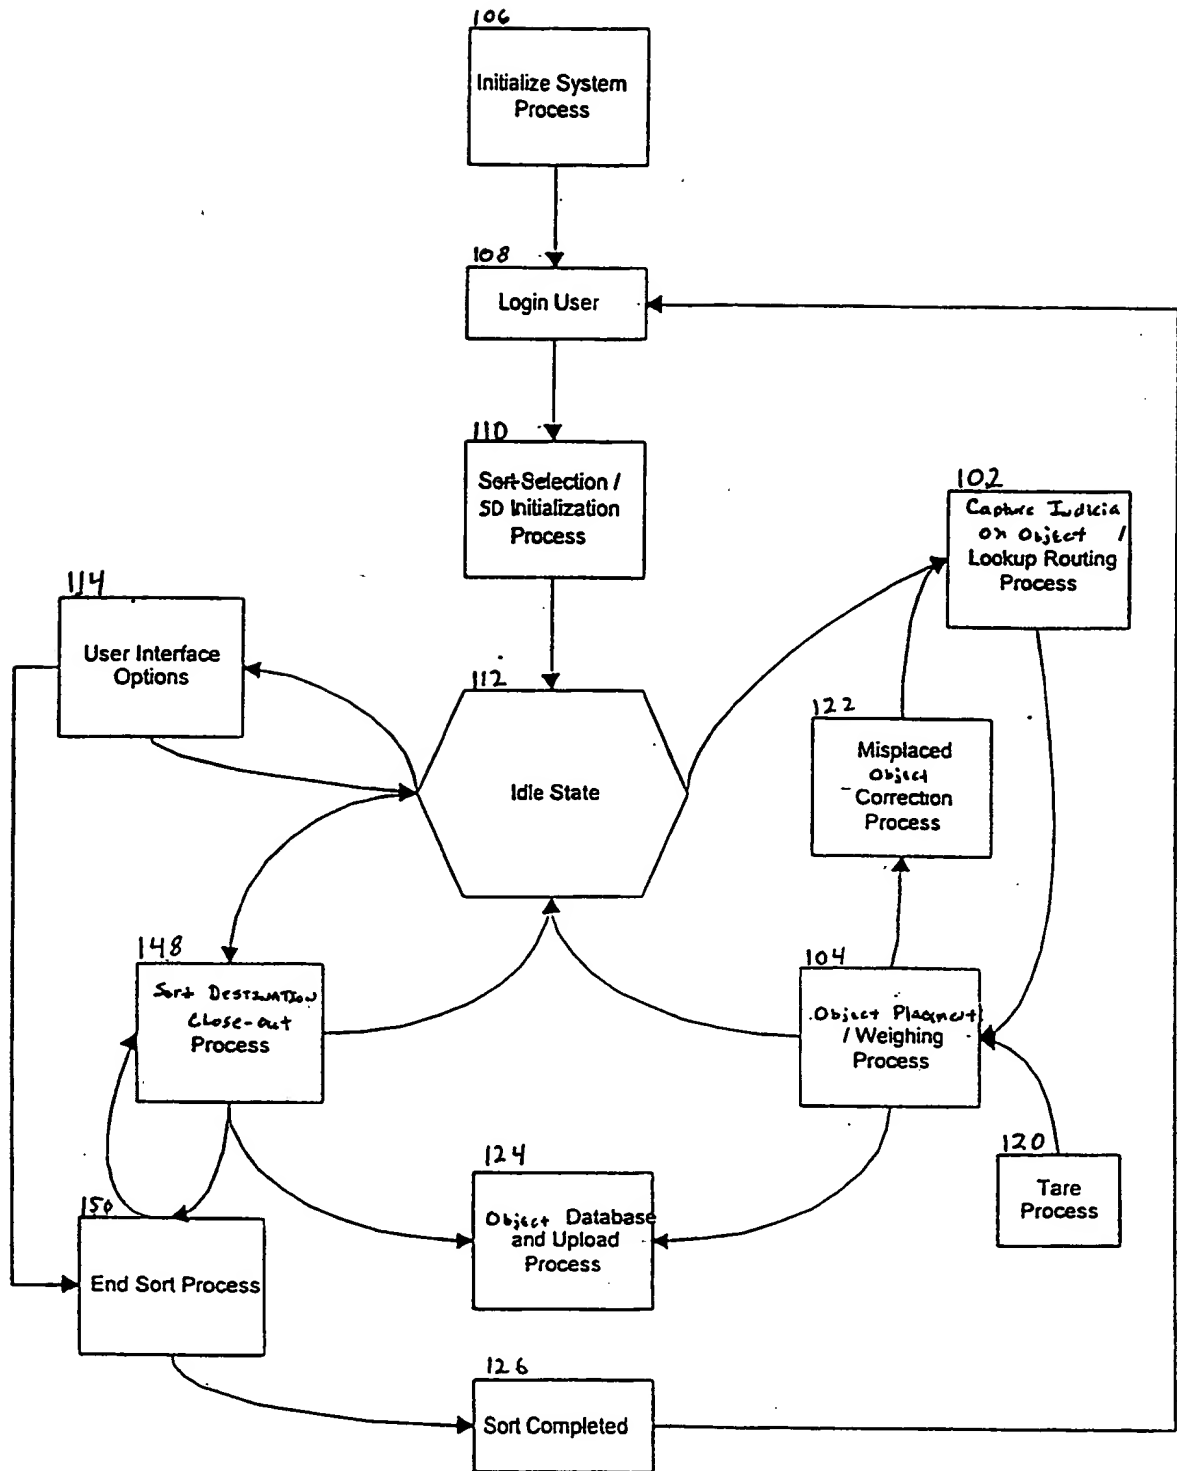 106
Initialize System
Process
108
Login User
110
Sort Selection /
SD Initialization
Process
102
Capture Indicia
On Object /
Lookup Routing
Process
114
User Interface
Options
112
Idle State
122
Misplaced
Object
Correction
Process
148
Sort Destination
Close-out
Process
104
Object Placment
/ Weighing
Process
124
Object Database
and Upload
Process
120
Tare
Process
150
End Sort Process
126
Sort Completed